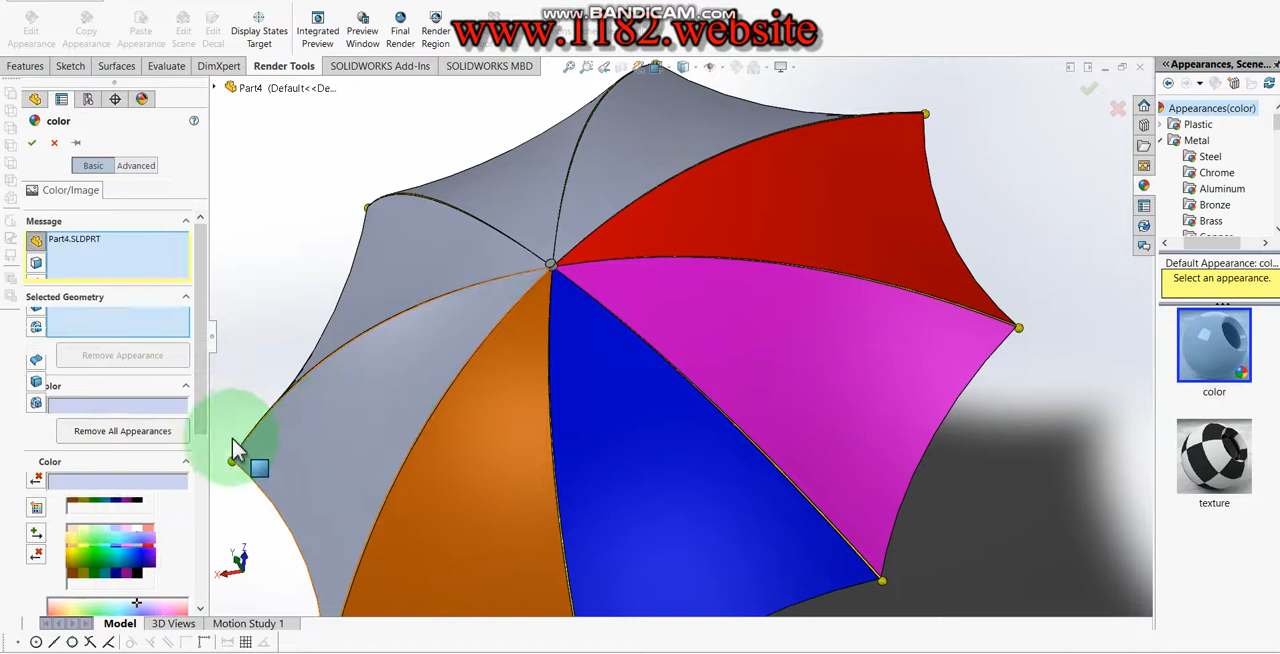 www.BANDICAM.com
www.1182.website
Edit Appearance
Copy Appearance
Paste Appearance
Edit Scene
Edit Decal
Display States Target
Integrated Preview
Preview Window
Final Render
Render Region
Features
Sketch
Surfaces
Evaluate
DimXpert
Render Tools
SOLIDWORKS Add-Ins
SOLIDWORKS MBD
Part4 (Default<<De...
color
Basic
Advanced
Color/Image
Message
Part4.SLDPRT
Selected Geometry
Remove Appearance
olor
Remove All Appearances
Color
Y
Z
X
Model
3D Views
Motion Study 1
Appearances, Scene...
Appearances(color)
Plastic
Metal
Steel
Chrome
Aluminum
Bronze
Brass
Default Appearance: col...
Select an appearance.
color
texture